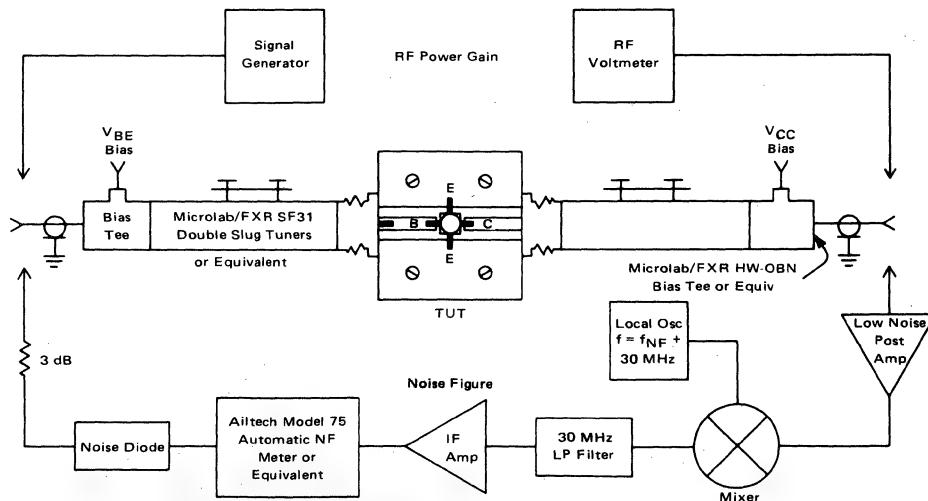 Signal
Generator
RF Power Gain
RF
Voltmeter
VBE
Bias
VCC
Bias
Bias
Tee
Microlab/FXR SF31
Double Slug Tuners
or Equivalent
E
B
C
E
TUT
Microlab/FXR HW-OBN
Bias Tee or Equiv
3 dB
Noise Diode
Ailtech Model 75
Automatic NF
Meter or
Equivalent
Noise Figure
IF
Amp
30 MHz
LP Filter
Local Osc
f = fNF +
30 MHz
Mixer
Low Noise
Post
Amp